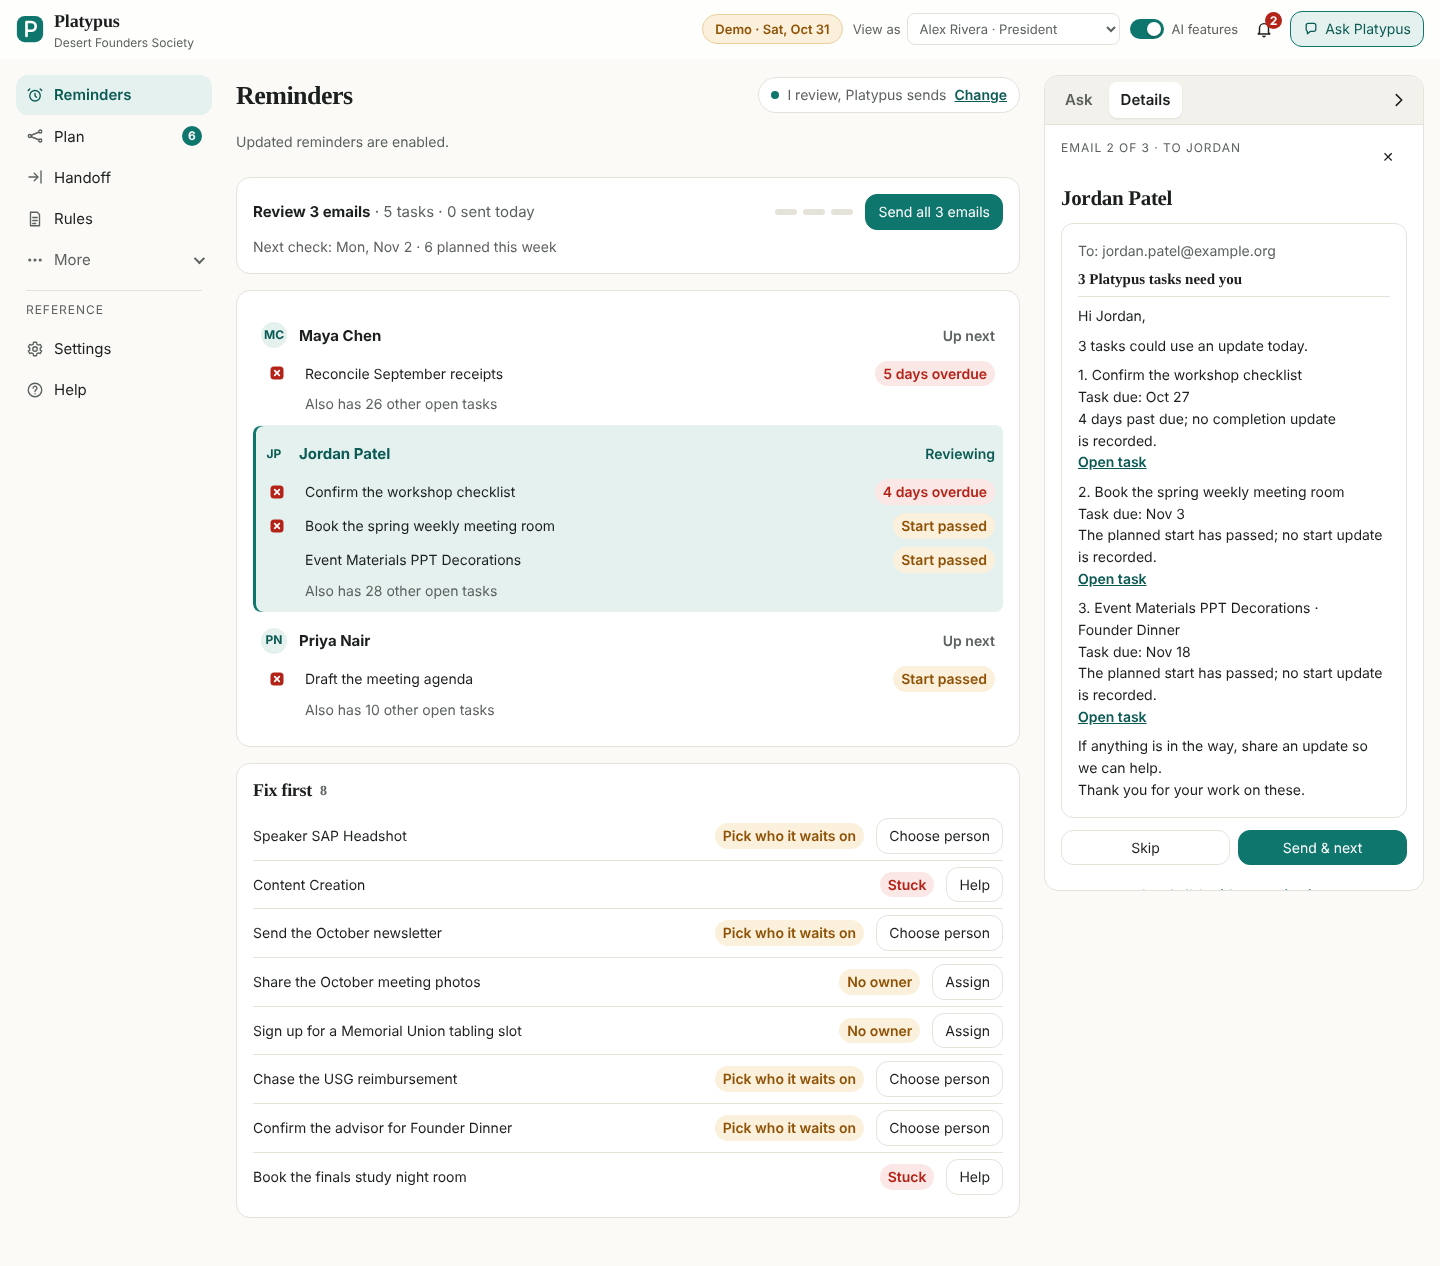 Platypus
Desert Founders Society
Demo · Sat, Oct 31
View as
Alex Rivera · President
AI features
2
Ask Platypus
Reminders
Plan
6
Handoff
Rules
More
REFERENCE
Settings
Help
Reminders
I review, Platypus sends Change
Updated reminders are enabled.
Review 3 emails · 5 tasks · 0 sent today
Send all 3 emails
Next check: Mon, Nov 2 · 6 planned this week
MC
Maya Chen
Up next
Reconcile September receipts
5 days overdue
Also has 26 other open tasks
JP
Jordan Patel
Reviewing
Confirm the workshop checklist
4 days overdue
Book the spring weekly meeting room
Start passed
Event Materials PPT Decorations
Start passed
Also has 28 other open tasks
PN
Priya Nair
Up next
Draft the meeting agenda
Start passed
Also has 10 other open tasks
Fix first 8
Speaker SAP Headshot
Pick who it waits on
Choose person
Content Creation
Stuck
Help
Send the October newsletter
Pick who it waits on
Choose person
Share the October meeting photos
No owner
Assign
Sign up for a Memorial Union tabling slot
No owner
Assign
Chase the USG reimbursement
Pick who it waits on
Choose person
Confirm the advisor for Founder Dinner
Pick who it waits on
Choose person
Book the finals study night room
Stuck
Help
Ask
Details
EMAIL 2 OF 3 · TO JORDAN
Jordan Patel
To: jordan.patel@example.org
3 Platypus tasks need you
Hi Jordan,
3 tasks could use an update today.
1. Confirm the workshop checklist
Task due: Oct 27
4 days past due; no completion update
is recorded.
Open task
2. Book the spring weekly meeting room
Task due: Nov 3
The planned start has passed; no start update
is recorded.
Open task
3. Event Materials PPT Decorations ·
Founder Dinner
Task due: Nov 18
The planned start has passed; no start update
is recorded.
Open task
If anything is in the way, share an update so
we can help.
Thank you for your work on these.
Skip
Send & next